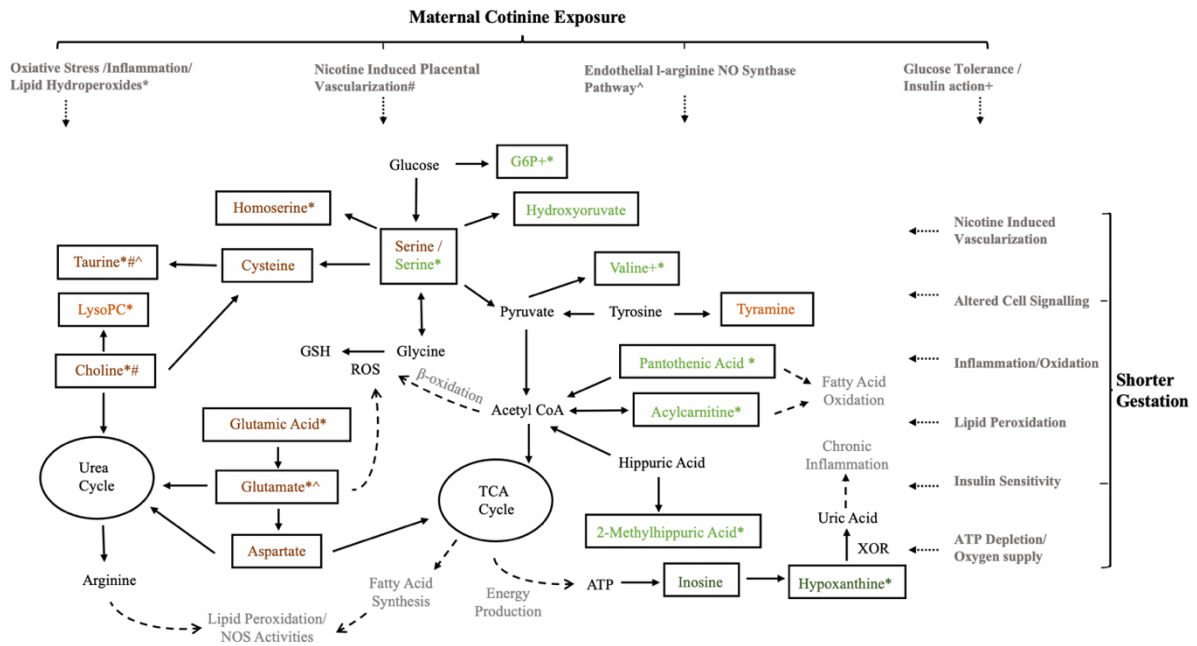 Maternal Cotinine Exposure
Oxiative Stress /Inflammation/
Lipid Hydroperoxides*
Nicotine Induced Placental
Vascularization#
Endothelial l-arginine NO Synthase
Pathway^
Glucose Tolerance /
Insulin action+
Glucose
G6P+*
Homoserine*
Hydroxyoruvate
Serine /
Serine*
Taurine*#^
Cysteine
Valine+*
LysoPC*
Pyruvate
Tyrosine
Tyramine
Choline*#
GSH
Glycine
ROS
β-oxidation
Pantothenic Acid *
Acetyl CoA
Acylcarnitine*
Fatty Acid
Oxidation
Glutamic Acid*
Urea
Cycle
Glutamate*^
TCA
Cycle
Hippuric Acid
Chronic
Inflammation
2-Methylhippuric Acid*
Uric Acid
XOR
Aspartate
Arginine
Fatty Acid
Synthesis
Energy
Production
ATP
Inosine
Hypoxanthine*
Lipid Peroxidation/
NOS Activities
Nicotine Induced
Vascularization
Altered Cell Signalling
Inflammation/Oxidation
Lipid Peroxidation
Insulin Sensitivity
ATP Depletion/
Oxygen supply
Shorter
Gestation